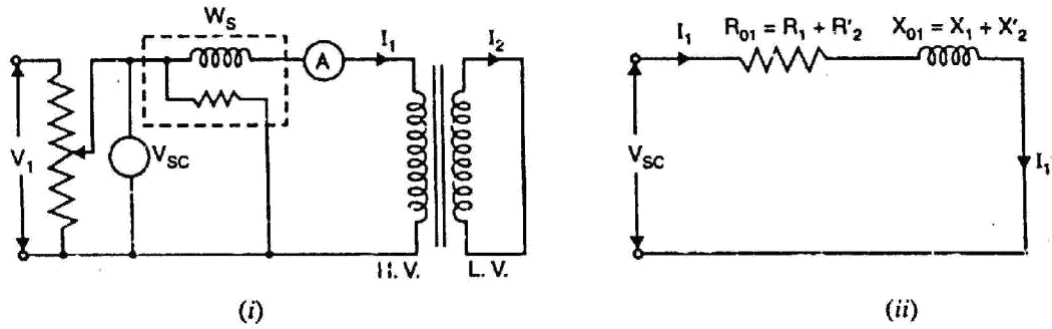 W_S
A
I_1
I_2
V_1
V_SC
H. V.
L. V.
(i)
I_1
R_01 = R_1 + R'_2
X_01 = X_1 + X'_2
V_SC
I_1
(ii)